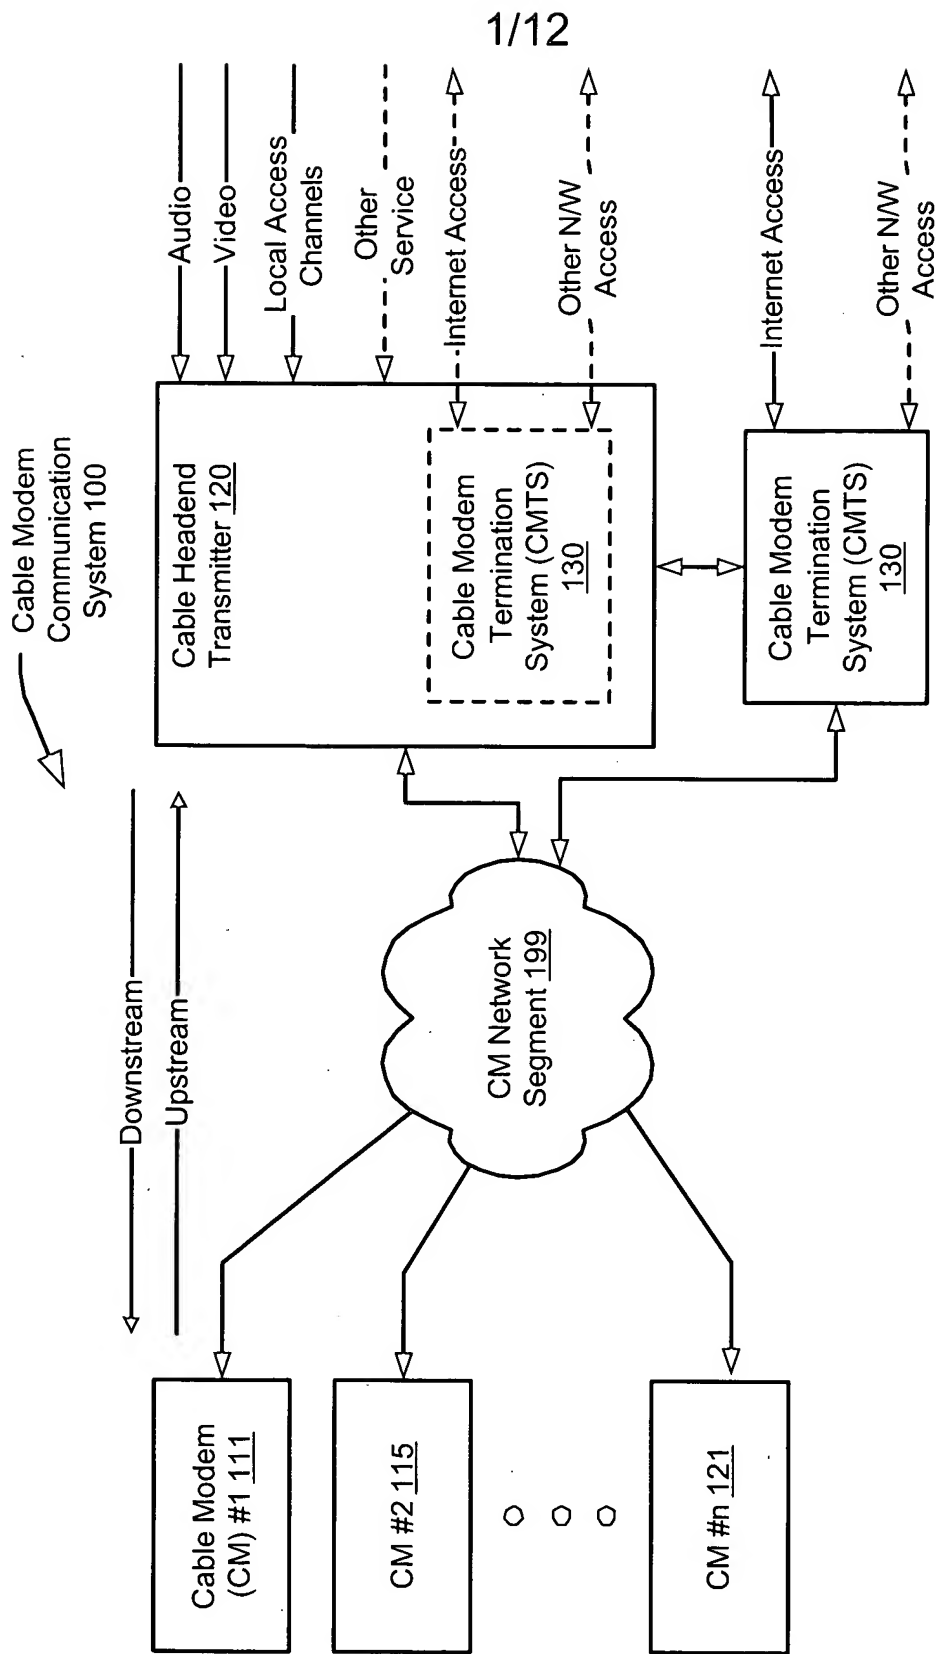 1/12
Cable Modem
Communication
System 100
Downstream
Upstream
Cable Modem
(CM) #1 111
CM #2 115
CM #n 121
CM Network
Segment 199
Cable Headend
Transmitter 120
Cable Modem
Termination
System (CMTS)
130
Cable Modem
Termination
System (CMTS)
130
Audio
Video
Local Access
Channels
Other
Service
Internet Access
Other N/W
Access
Internet Access
Other N/W
Access